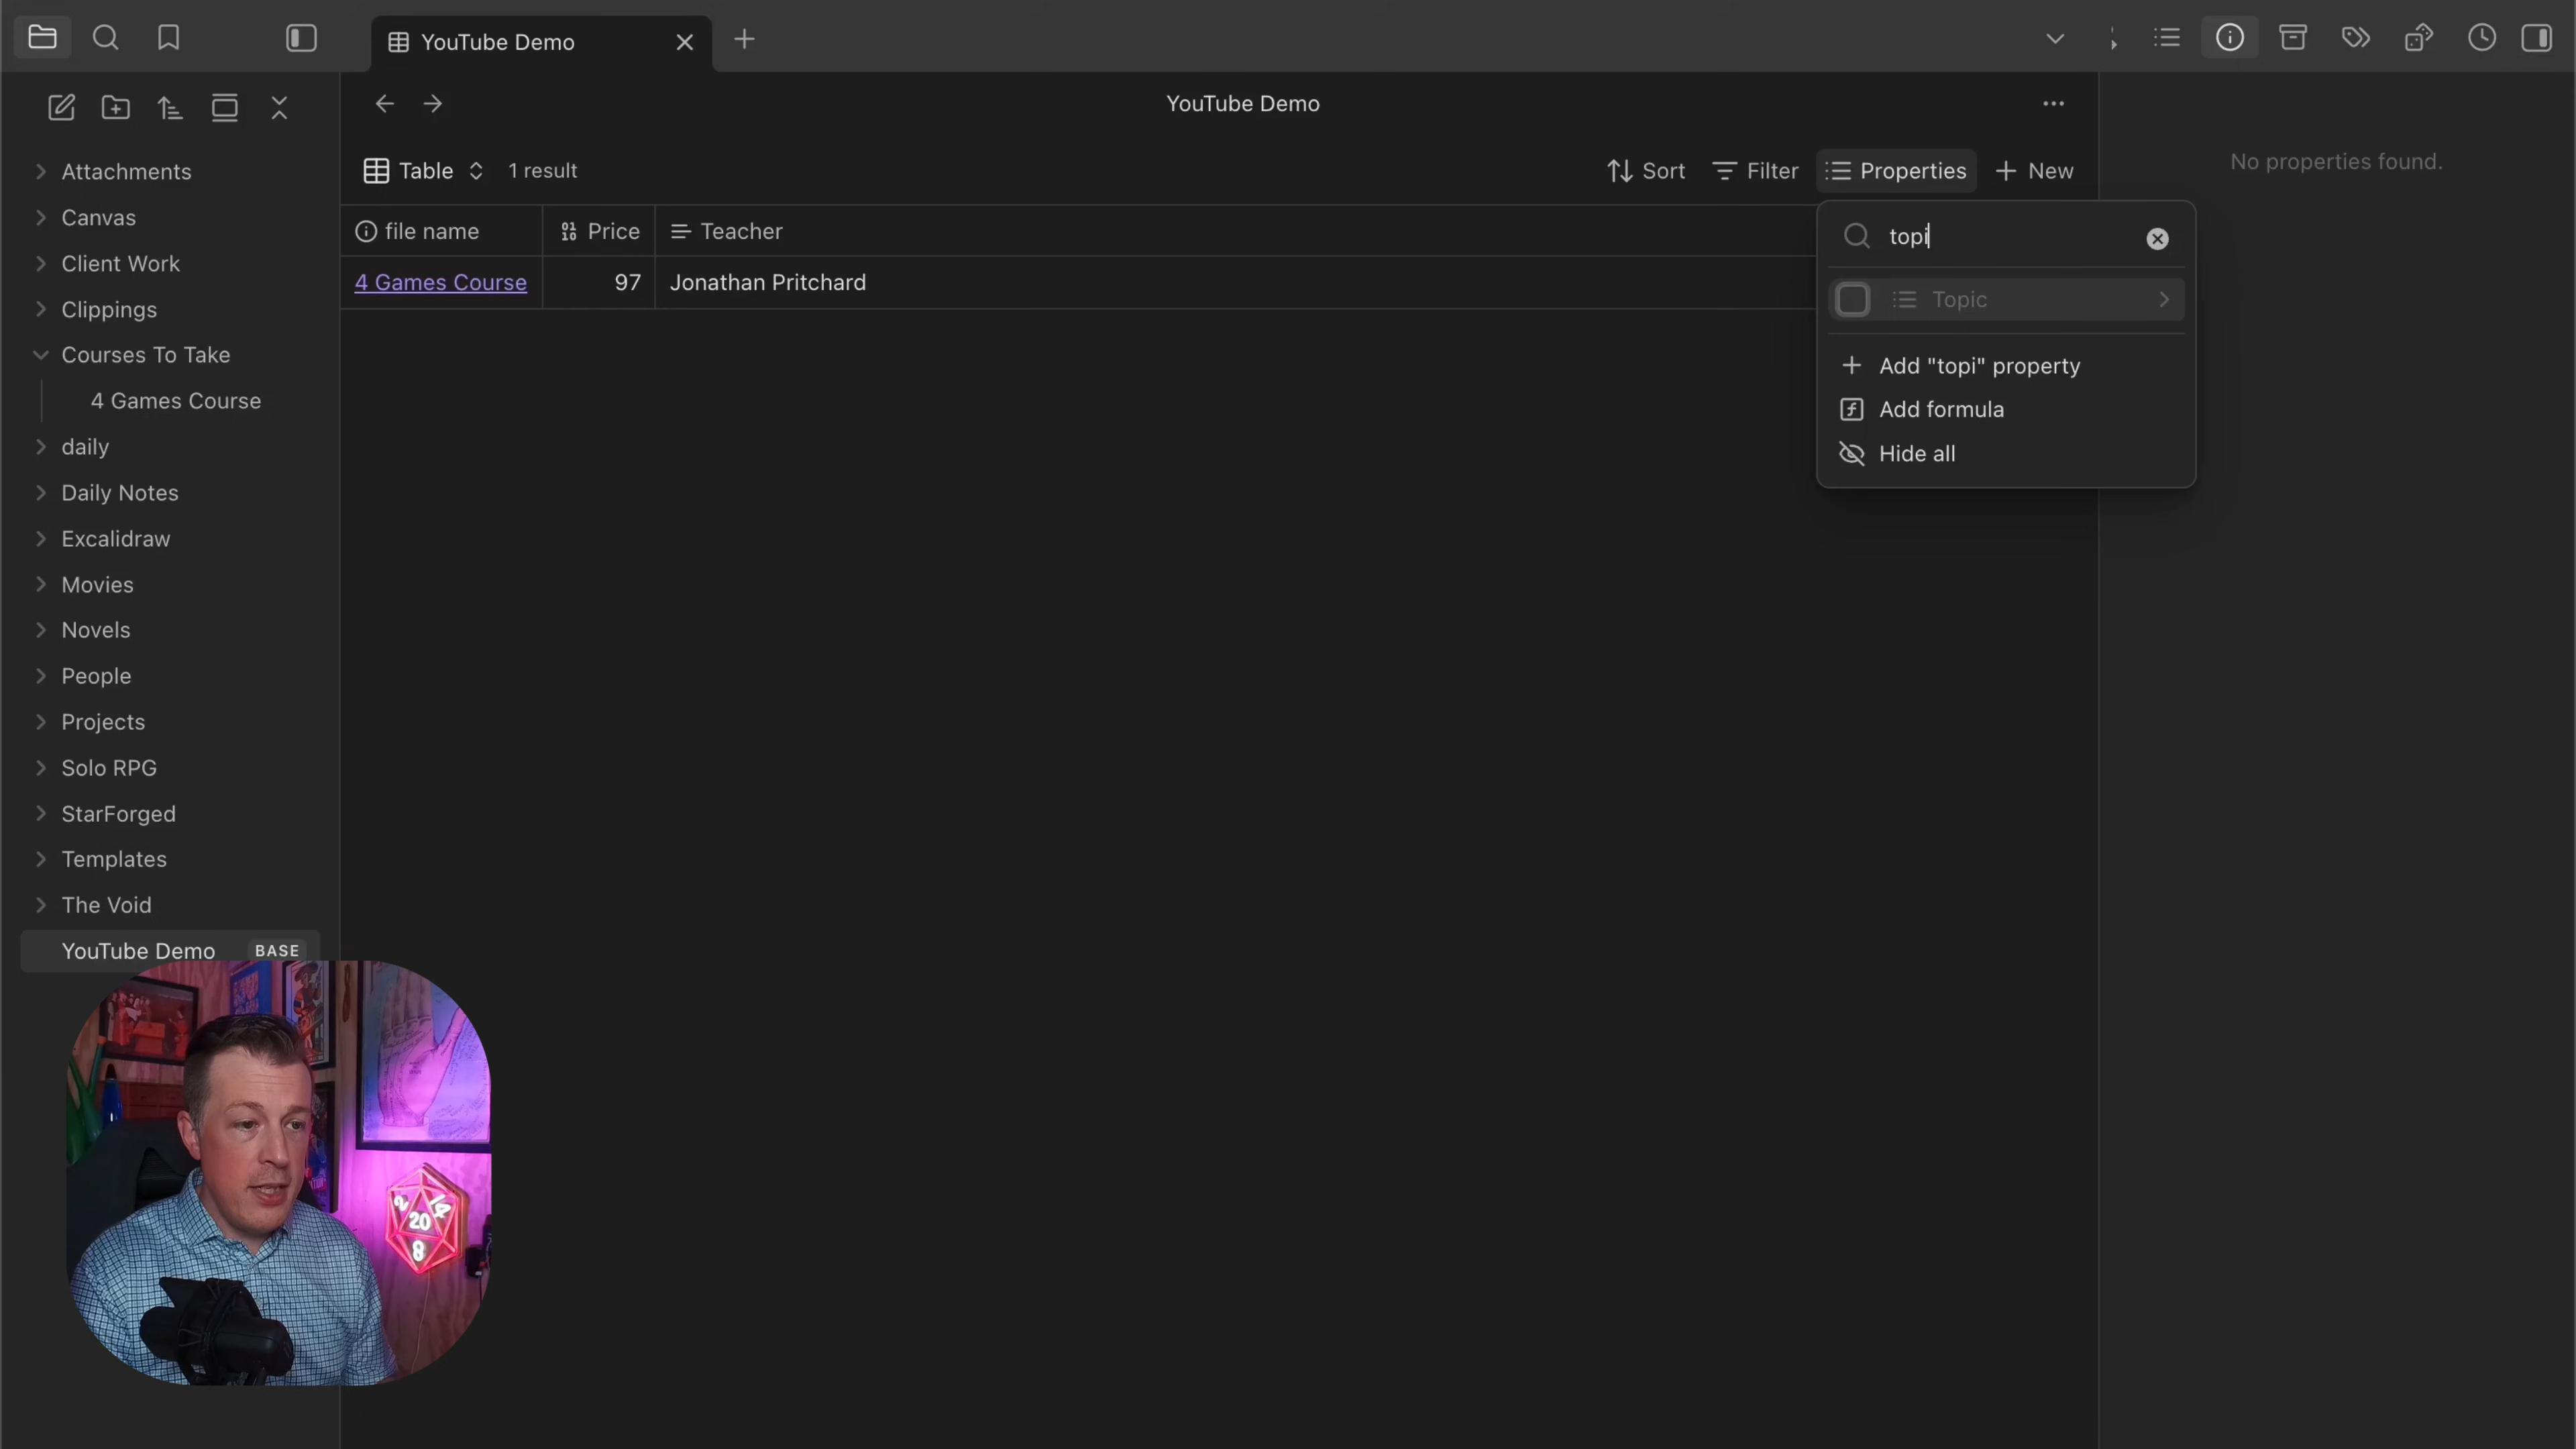 YouTube Demo
YouTube Demo
Table 1 result
Sort Filter Properties New
No properties found.
file name Price Teacher
4 Games Course 97 Jonathan Pritchard
topi
Topic
Add "topi" property
Add formula
Hide all
Attachments
Canvas
Client Work
Clippings
Courses To Take
4 Games Course
daily
Daily Notes
Excalidraw
Movies
Novels
People
Projects
Solo RPG
StarForged
Templates
The Void
YouTube Demo BASE
2
20
8